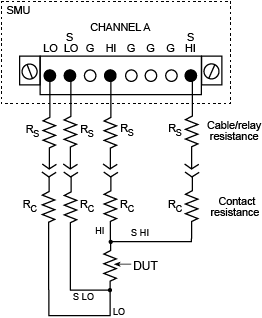 SMU
CHANNEL A
S S
LO LO G HI G G G HI
R_S R_S R_S R_S Cable/relay
resistance
R_C R_C R_C R_C Contact
resistance
HI S HI
DUT
S LO
LO